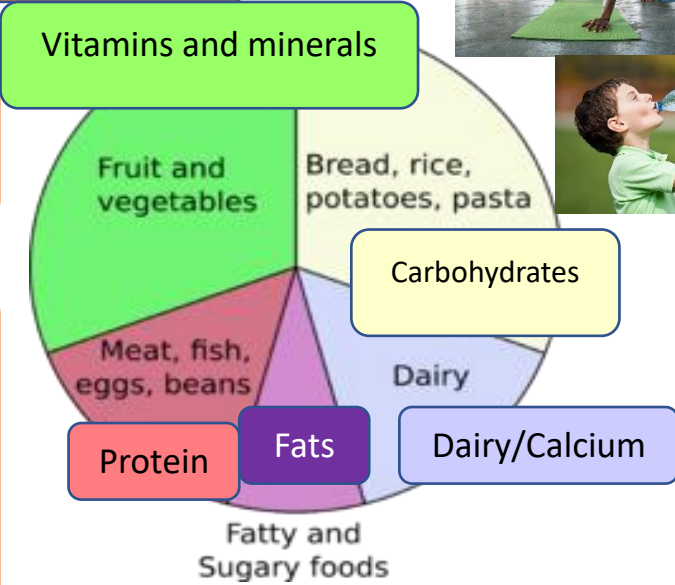 Vitamins and minerals
Fruit and
vegetables
Bread, rice,
potatoes, pasta
Carbohydrates
Meat, fish,
eggs, beans
Dairy
Protein
Fats
Dairy/Calcium
Fatty and
Sugary foods